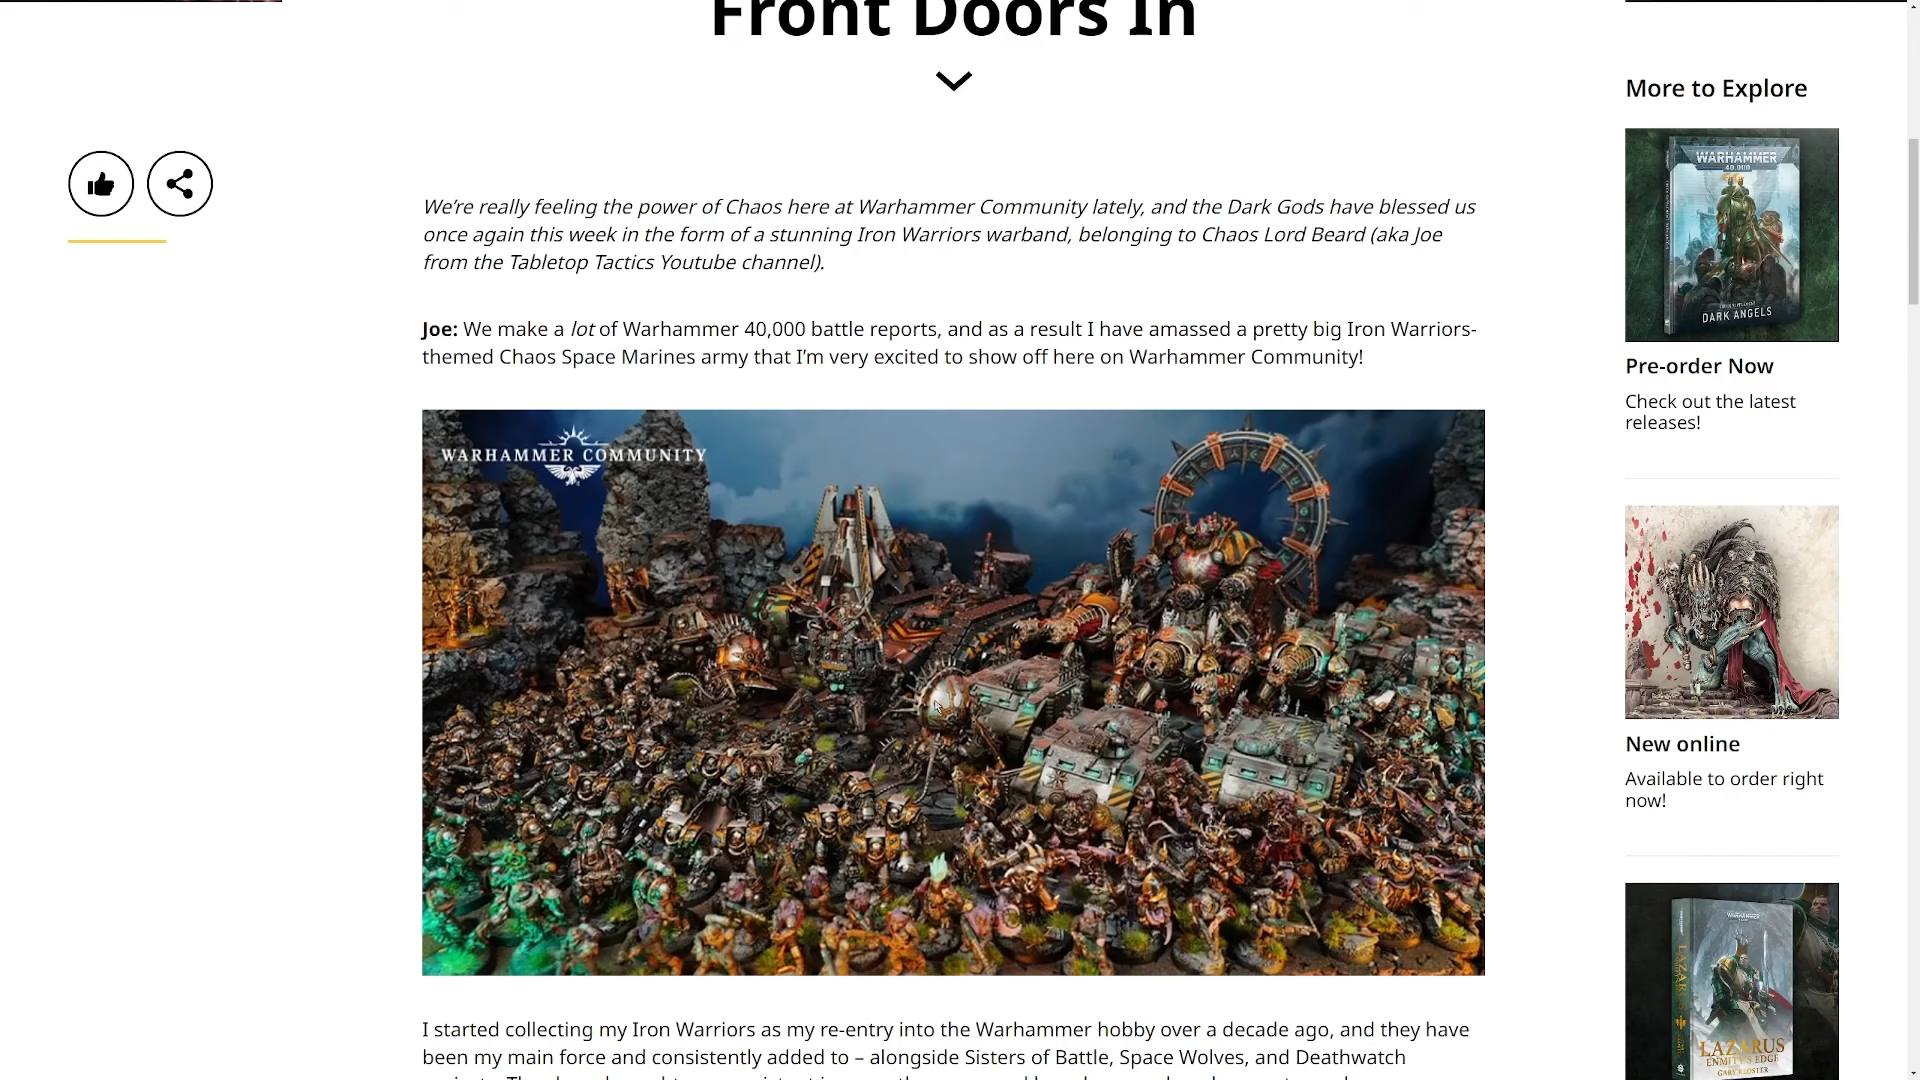 Front Doors In
We're really feeling the power of Chaos here at Warhammer Community lately, and the Dark Gods have blessed us
once again this week in the form of a stunning Iron Warriors warband, belonging to Chaos Lord Beard (aka Joe
from the Tabletop Tactics Youtube channel).
Joe: We make a lot of Warhammer 40,000 battle reports, and as a result I have amassed a pretty big Iron Warriors-
themed Chaos Space Marines army that I'm very excited to show off here on Warhammer Community!
WARHAMMER COMMUNITY
I started collecting my Iron Warriors as my re-entry into the Warhammer hobby over a decade ago, and they have
been my main force and consistently added to – alongside Sisters of Battle, Space Wolves, and Deathwatch
More to Explore
WARHAMMER
40,000
DARK ANGELS
Pre-order Now
Check out the latest
releases!
New online
Available to order right
now!
WARHAMMER
LAZARUS
LAZARUS
ENMITY'S EDGE
GARY KLOSTER